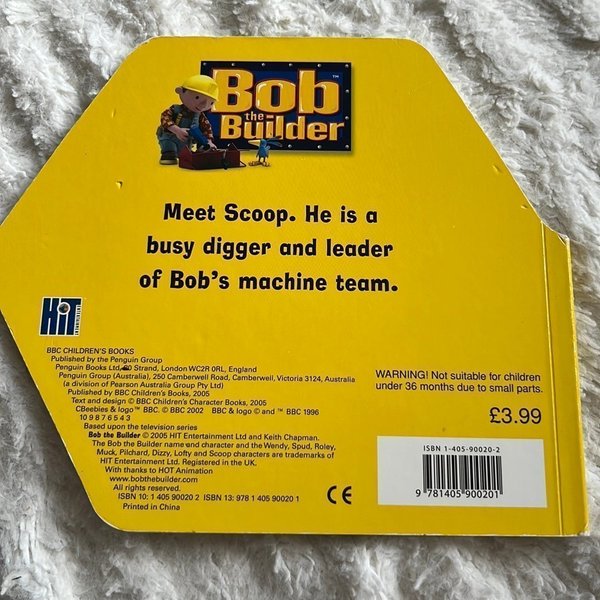 Bob
the
Builder
™
Meet Scoop. He is a
busy digger and leader
of Bob's machine team.
HiT
ENTERTAINMENT
BBC CHILDREN'S BOOKS
Published by the Penguin Group
Penguin Books Ltd, 80 Strand, London WC2R 0RL, England
Penguin Group (Australia), 250 Camberwell Road, Camberwell, Victoria 3124, Australia
(a division of Pearson Australia Group Pty Ltd)
Published by BBC Children's Books, 2005
Text and design © BBC Children's Character Books, 2005
CBeebies & logo™ BBC. © BBC 2002 BBC & logo © and ™ BBC 1996
10 9 8 7 6 5 4 3
Based upon the television series
Bob the Builder © 2005 HIT Entertainment Ltd and Keith Chapman.
The Bob the Builder name and character and the Wendy, Spud, Roley,
Muck, Pilchard, Dizzy, Lofty and Scoop characters are trademarks of
HIT Entertainment Ltd. Registered in the UK.
With thanks to HOT Animation
www.bobthebuilder.com
All rights reserved.
ISBN 10: 1 405 90020 2 ISBN 13: 978 1 405 90020 1
Printed in China
CE
WARNING! Not suitable for children
under 36 months due to small parts.
£3.99
ISBN 1-405-90020-2
9 781405 900201